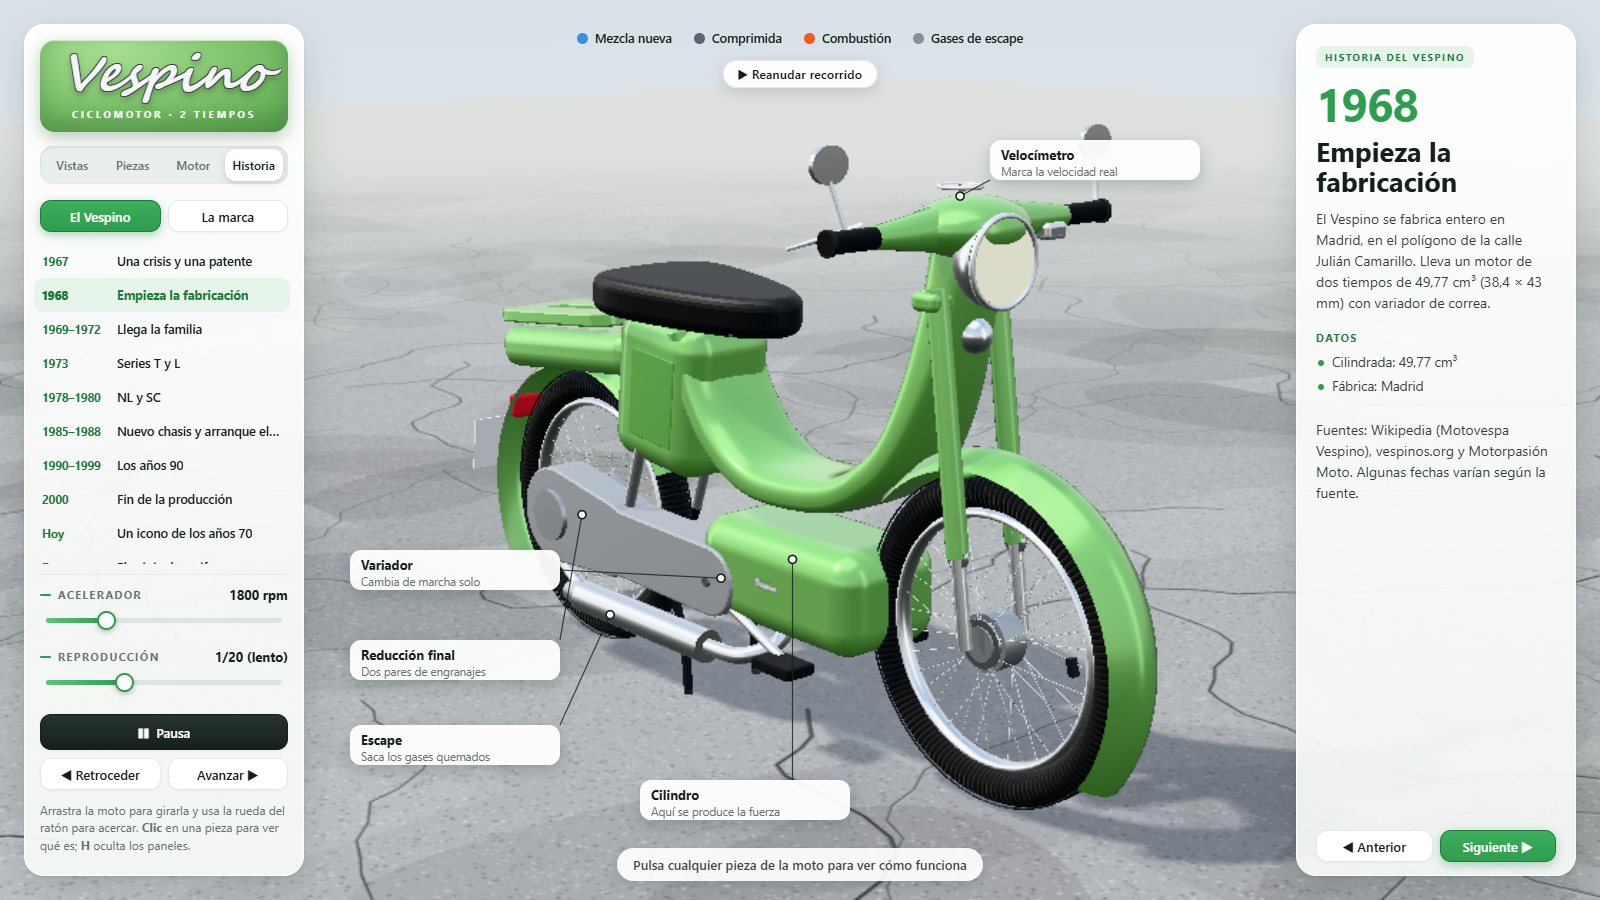 Vespino
CICLOMOTOR · 2 TIEMPOS
Vistas
Piezas
Motor
Historia
El Vespino
La marca
1967 Una crisis y una patente
1968 Empieza la fabricación
1969–1972 Llega la familia
1973 Series T y L
1978–1980 NL y SC
1985–1988 Nuevo chasis y arranque el...
1990–1999 Los años 90
2000 Fin de la producción
Hoy Un icono de los años 70
ACELERADOR 1800 rpm
REPRODUCCIÓN 1/20 (lento)
Pausa
◀ Retroceder
Avanzar ▶
Arrastra la moto para girarla y usa la rueda del
ratón para acercar. Clic en una pieza para ver
qué es; H oculta los paneles.
Mezcla nueva
Comprimida
Combustión
Gases de escape
▶ Reanudar recorrido
Velocímetro
Marca la velocidad real
Variador
Cambia de marcha solo
Reducción final
Dos pares de engranajes
Escape
Saca los gases quemados
Cilindro
Aquí se produce la fuerza
Pulsa cualquier pieza de la moto para ver cómo funciona
HISTORIA DEL VESPINO
1968
Empieza la
fabricación
El Vespino se fabrica entero en
Madrid, en el polígono de la calle
Julián Camarillo. Lleva un motor de
dos tiempos de 49,77 cm³ (38,4 × 43
mm) con variador de correa.
DATOS
Cilindrada: 49,77 cm³
Fábrica: Madrid
Fuentes: Wikipedia (Motovespa
Vespino), vespinos.org y Motorpasión
Moto. Algunas fechas varían según la
fuente.
◀ Anterior
Siguiente ▶